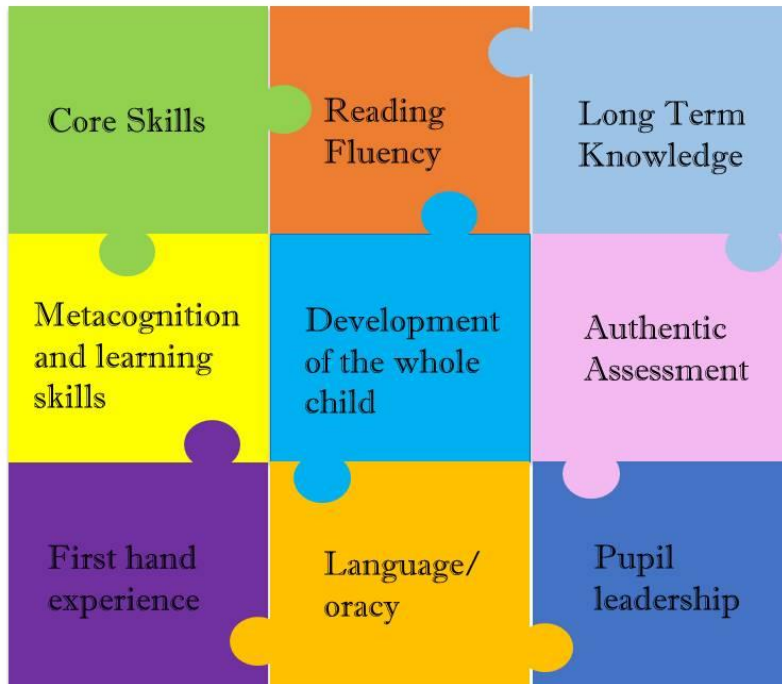 Core Skills
Reading
Fluency
Long Term
Knowledge
Metacognition
and learning
skills
Development
of the whole
child
Authentic
Assessment
First hand
experience
Language/
oracy
Pupil
leadership